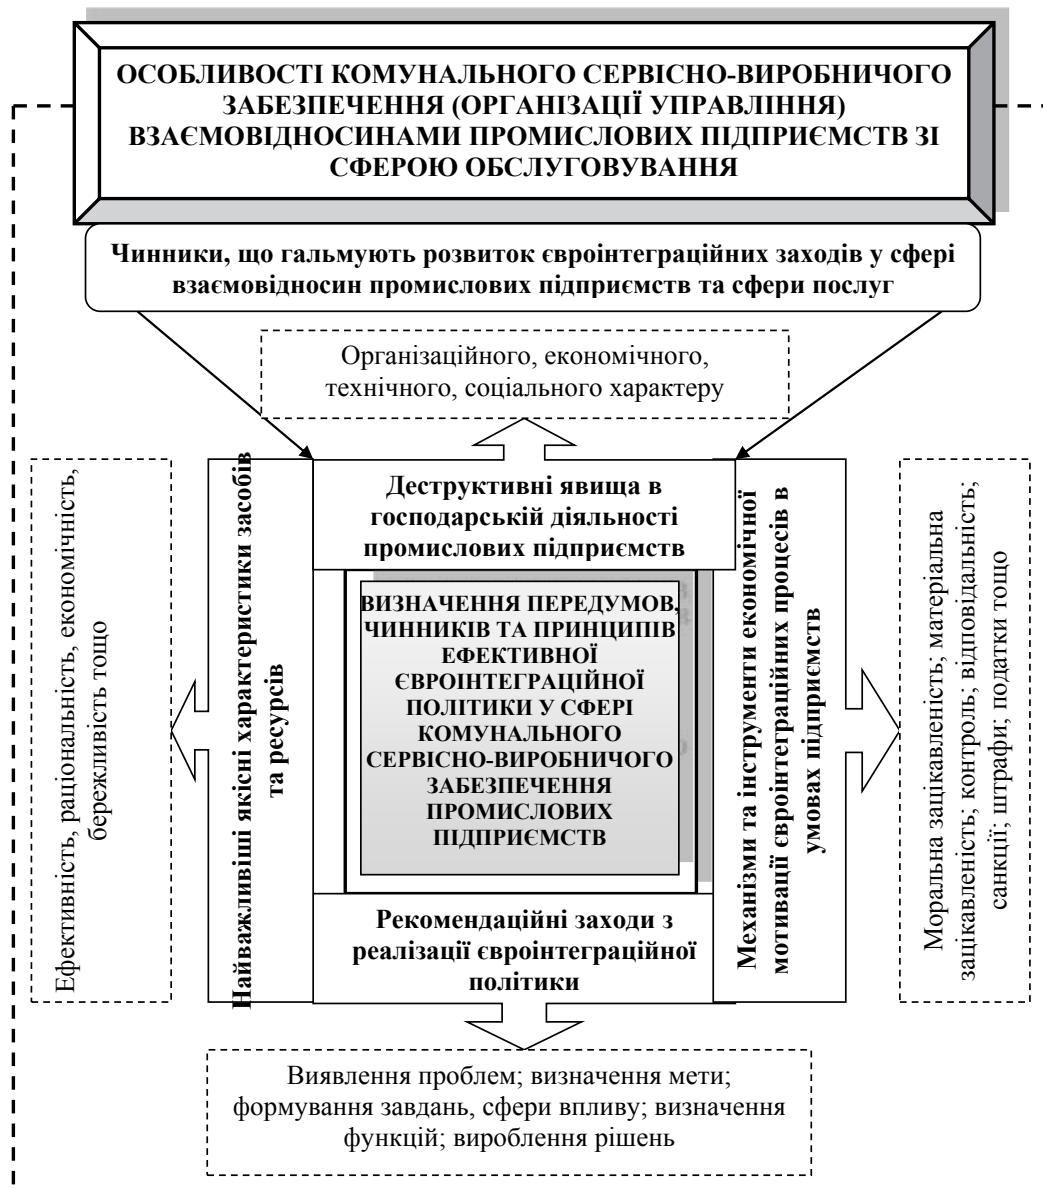 ОСОБЛИВОСТІ КОМУНАЛЬНОГО СЕРВІСНО-ВИРОБНИЧОГО
ЗАБЕЗПЕЧЕННЯ (ОРГАНІЗАЦІЇ УПРАВЛІННЯ)
ВЗАЄМОВІДНОСИНАМИ ПРОМИСЛОВИХ ПІДПРИЄМСТВ ЗІ
СФЕРОЮ ОБСЛУГОВУВАННЯ
Чинники, що гальмують розвиток євроінтеграційних заходів у сфері
взаємовідносин промислових підприємств та сфери послуг
Організаційного, економічного,
технічного, соціального характеру
Ефективність, раціональність, економічність,
бережливість тощо
Найважливіші якісні характеристики засобів
та ресурсів
Деструктивні явища в
господарській діяльності
промислових підприємств
ВИЗНАЧЕННЯ ПЕРЕДУМОВ,
ЧИННИКІВ ТА ПРИНЦИПІВ
ЕФЕКТИВНОЇ
ЄВРОІНТЕГРАЦІЙНОЇ
ПОЛІТИКИ У СФЕРІ
КОМУНАЛЬНОГО
СЕРВІСНО-ВИРОБНИЧОГО
ЗАБЕЗПЕЧЕННЯ
ПРОМИСЛОВИХ
ПІДПРИЄМСТВ
Механізми та інструменти економічної
мотивації євроінтеграційних процесів в
умовах підприємств
Моральна зацікавленість; матеріальна
зацікавленість, контроль; відповідальність;
санкції; штрафи; податки тощо
Рекомендаційні заходи з
реалізації євроінтеграційної
політики
Виявлення проблем; визначення мети;
формування завдань, сфери впливу; визначення
функцій; вироблення рішень